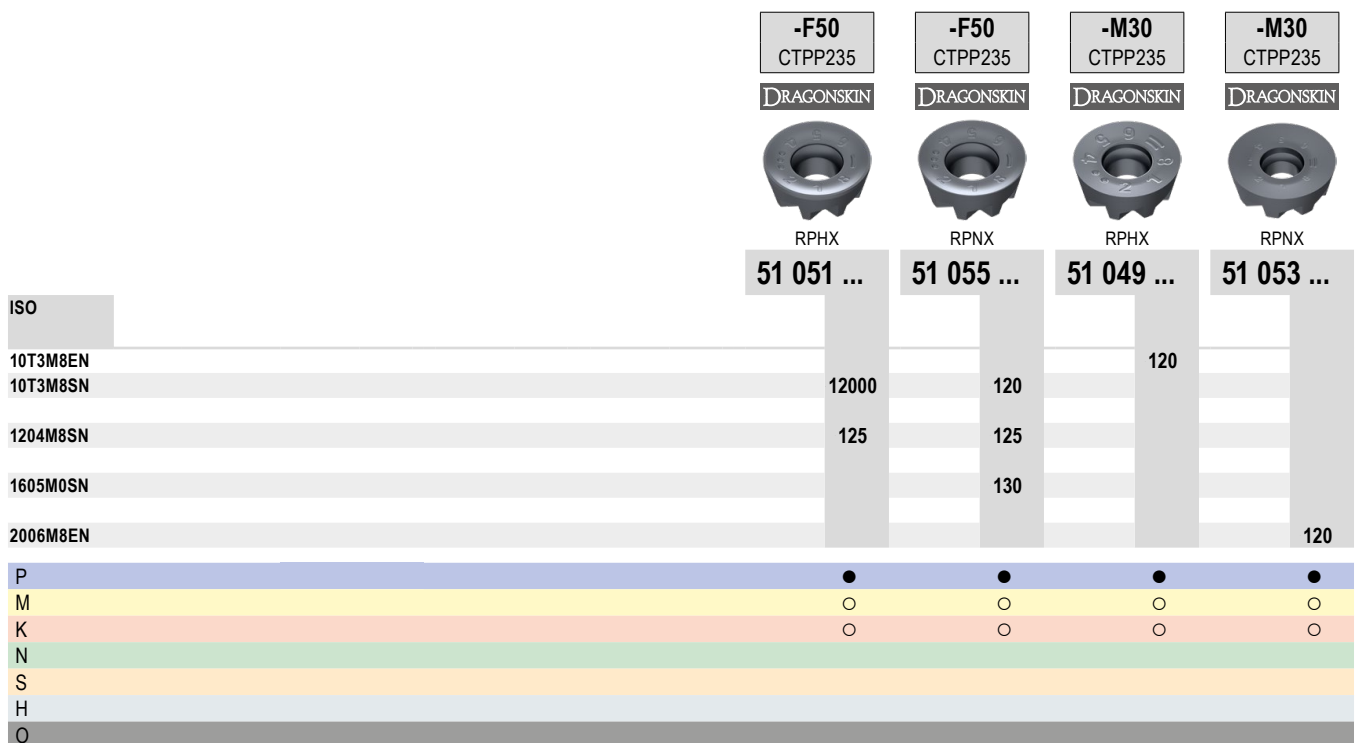 -F50 -F50 -M30 -M30
CTPP235 CTPP235 CTPP235 CTPP235
DRAGONSKIN DRAGONSKIN DRAGONSKIN DRAGONSKIN
RPHX RPNX RPHX RPNX
51 051 ... 51 055 ... 51 049 ... 51 053 ...
ISO
10T3M8EN 120
10T3M8SN 12000 120
1204M8SN 125 125
1605M0SN 130
2006M8EN 120
P ● ● ● ●
M ○ ○ ○ ○
K ○ ○ ○ ○
N
S
H
O